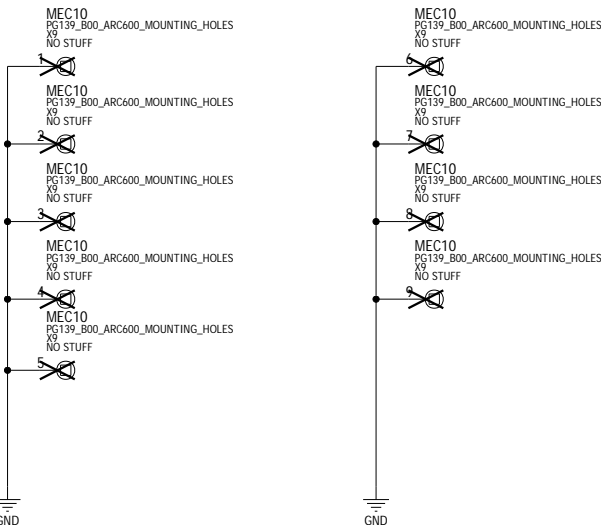 MEC10
PG139_B00_ARC600_MOUNTING_HOLES
X9
NO STUFF
1
MEC10
PG139_B00_ARC600_MOUNTING_HOLES
X9
NO STUFF
2
MEC10
PG139_B00_ARC600_MOUNTING_HOLES
X9
NO STUFF
3
MEC10
PG139_B00_ARC600_MOUNTING_HOLES
X9
NO STUFF
4
MEC10
PG139_B00_ARC600_MOUNTING_HOLES
X9
NO STUFF
5
GND
MEC10
PG139_B00_ARC600_MOUNTING_HOLES
X9
NO STUFF
6
MEC10
PG139_B00_ARC600_MOUNTING_HOLES
X9
NO STUFF
7
MEC10
PG139_B00_ARC600_MOUNTING_HOLES
X9
NO STUFF
8
MEC10
PG139_B00_ARC600_MOUNTING_HOLES
X9
NO STUFF
9
GND